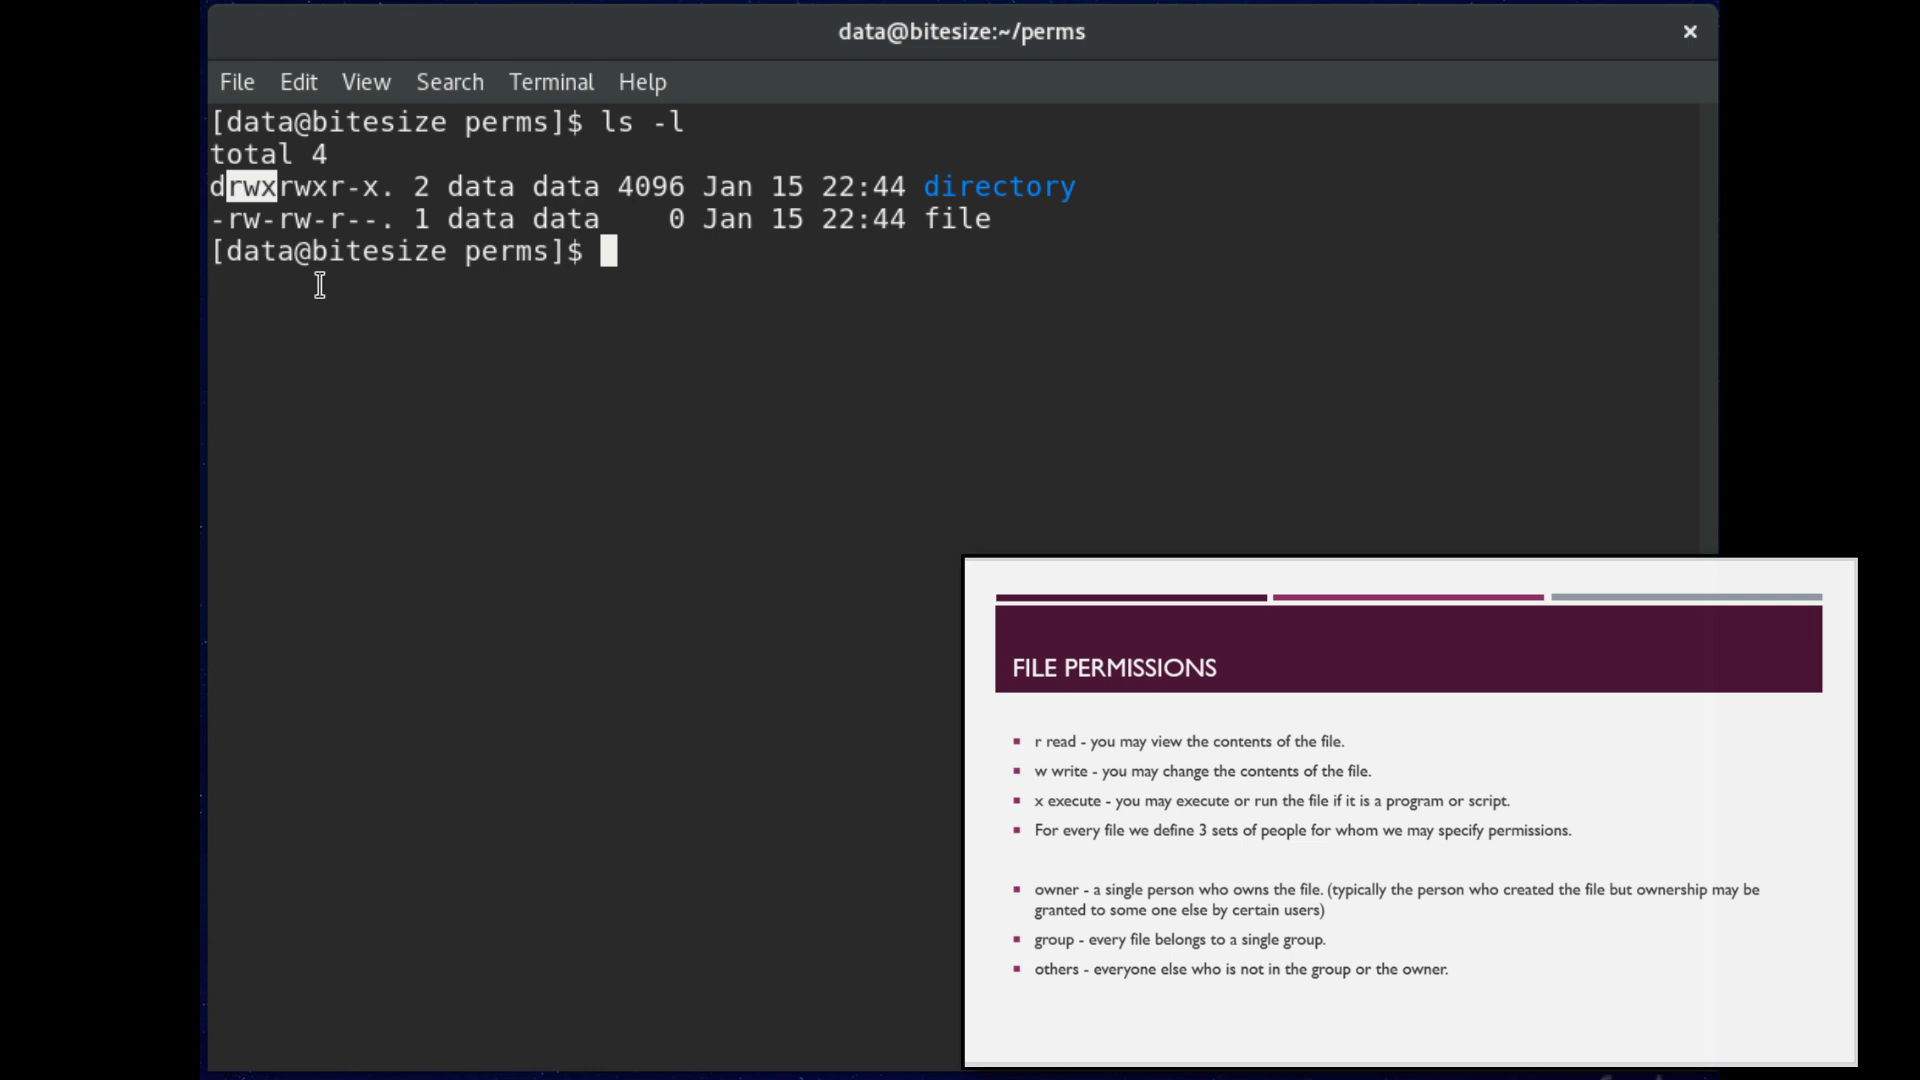 data@bitesize:~/perms
File Edit View Search Terminal Help
[data@bitesize perms]$ ls -l
total 4
drwxrwxr-x. 2 data data 4096 Jan 15 22:44 directory
-rw-rw-r--. 1 data data    0 Jan 15 22:44 file
[data@bitesize perms]$
FILE PERMISSIONS
r read - you may view the contents of the file.
w write - you may change the contents of the file.
x execute - you may execute or run the file if it is a program or script.
For every file we define 3 sets of people for whom we may specify permissions.
owner - a single person who owns the file. (typically the person who created the file but ownership may be
granted to some one else by certain users)
group - every file belongs to a single group.
others - everyone else who is not in the group or the owner.